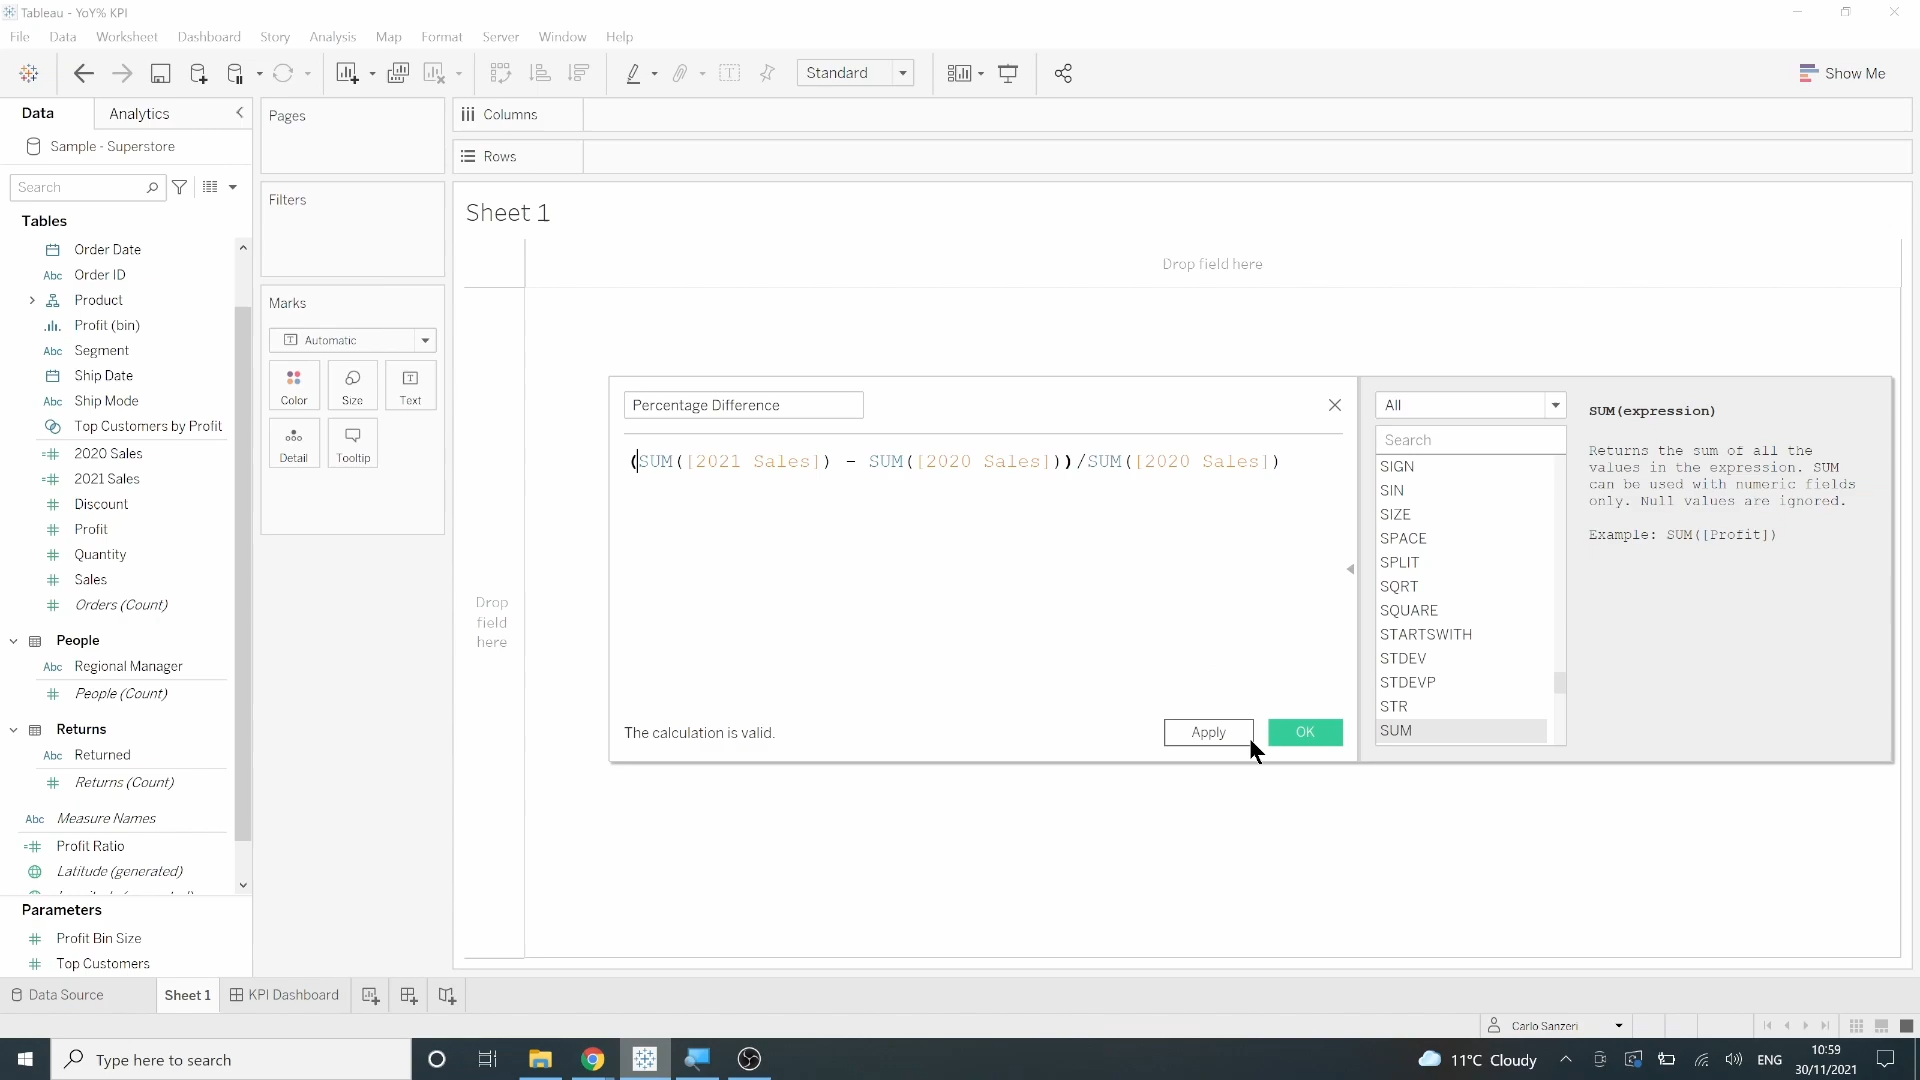 Tableau - YoY% KPI
File Data Worksheet Dashboard Story Analysis Map Format Server Window Help
Standard
Show Me
Data Analytics
Sample - Superstore
Search
Tables
Order Date
Abc Order ID
Product
Profit (bin)
Abc Segment
Ship Date
Abc Ship Mode
Top Customers by Profit
2020 Sales
2021 Sales
Discount
Profit
Quantity
Sales
Orders (Count)
People
Abc Regional Manager
People (Count)
Returns
Abc Returned
Returns (Count)
Abc Measure Names
Profit Ratio
Latitude (generated)
Parameters
Profit Bin Size
Top Customers
Pages
Filters
Marks
Automatic
Color Size Text
Detail Tooltip
Columns
Rows
Sheet 1
Drop field here
Drop
field
here
Percentage Difference
(SUM([2021 Sales]) - SUM([2020 Sales]))/SUM([2020 Sales])
The calculation is valid.
Apply OK
All
Search
SIGN
SIN
SIZE
SPACE
SPLIT
SQRT
SQUARE
STARTSWITH
STDEV
STDEVP
STR
SUM
SUM(expression)
Returns the sum of all the
values in the expression. SUM
can be used with numeric fields
only. Null values are ignored.
Example: SUM([Profit])
Data Source Sheet 1 KPI Dashboard
Carlo Sanzeri
Type here to search
11°C Cloudy
ENG
10:59
30/11/2021